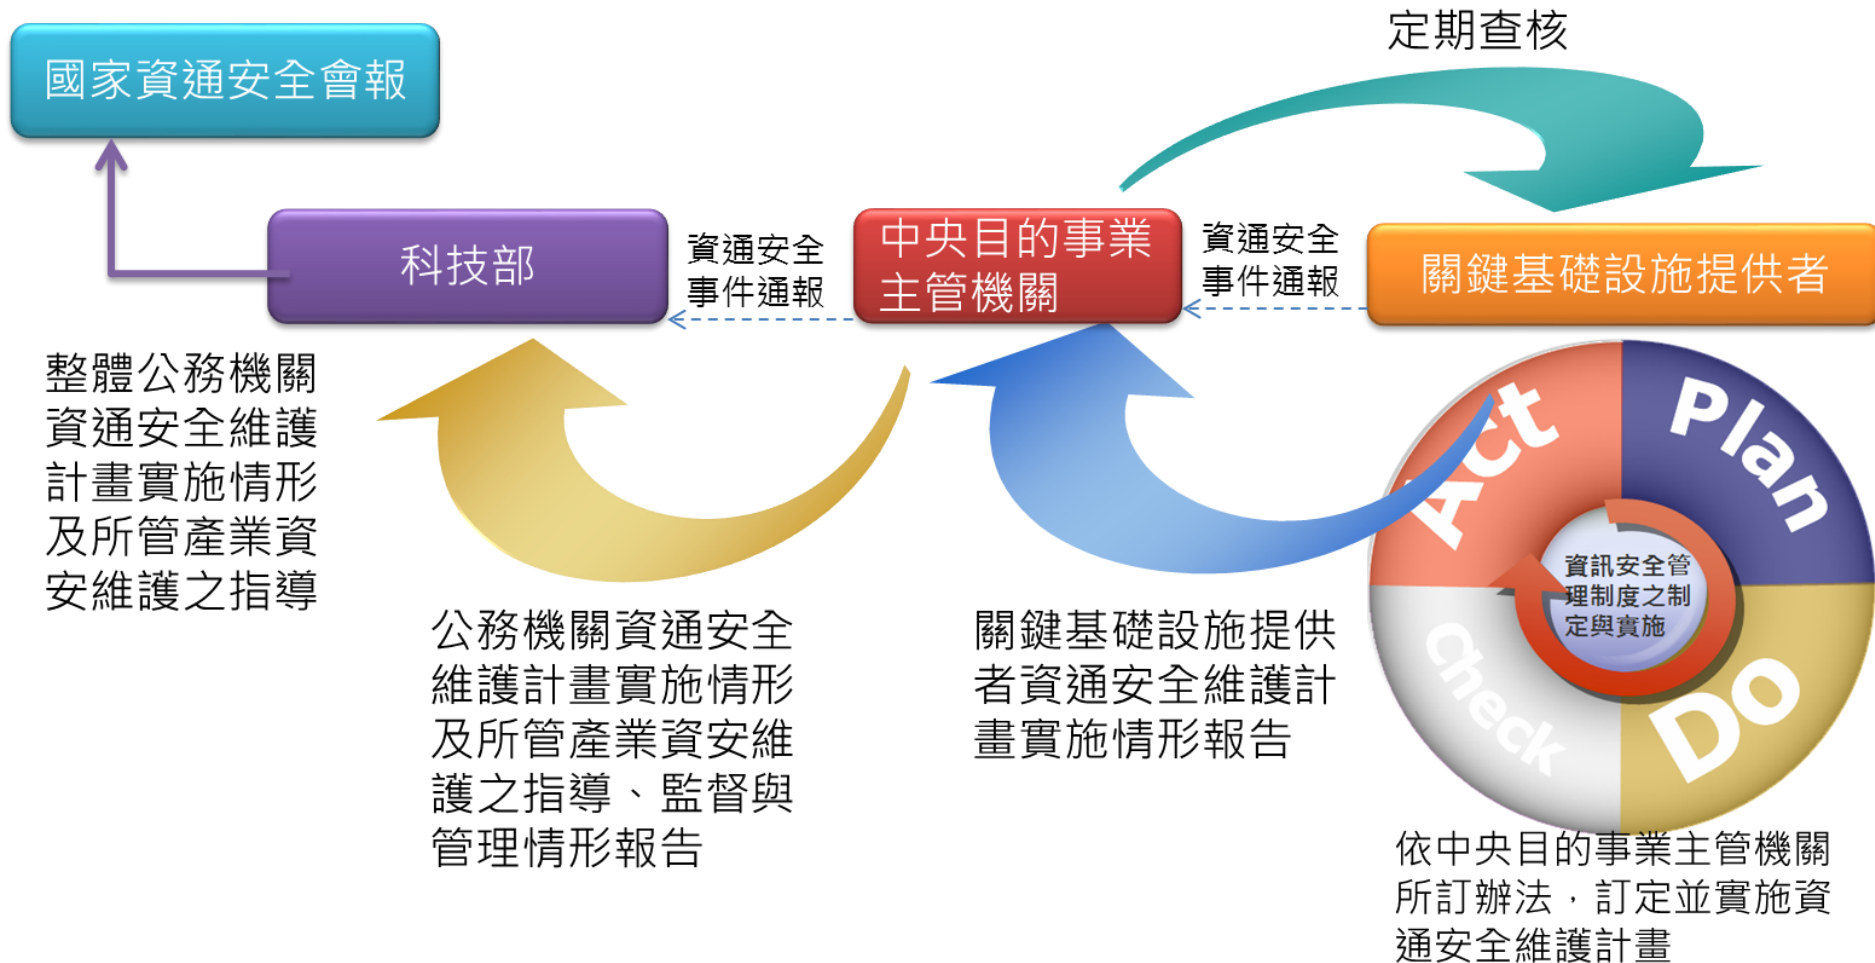 定期查核
國家資通安全會報
科技部
資通安全
事件通報
中央目的事業
主管機關
資通安全
事件通報
關鍵基礎設施提供者
整體公務機關
資通安全維護
計畫實施情形
及所管產業資
安維護之指導
公務機關資通安全
維護計畫實施情形
及所管產業資安維
護之指導、監督與
管理情形報告
關鍵基礎設施提供
者資通安全維護計
畫實施情形報告
Act
Plan
資訊安全管
理制度之制
定與實施
Check
Do
依中央目的事業主管機關
所訂辦法，訂定並實施資
通安全維護計畫